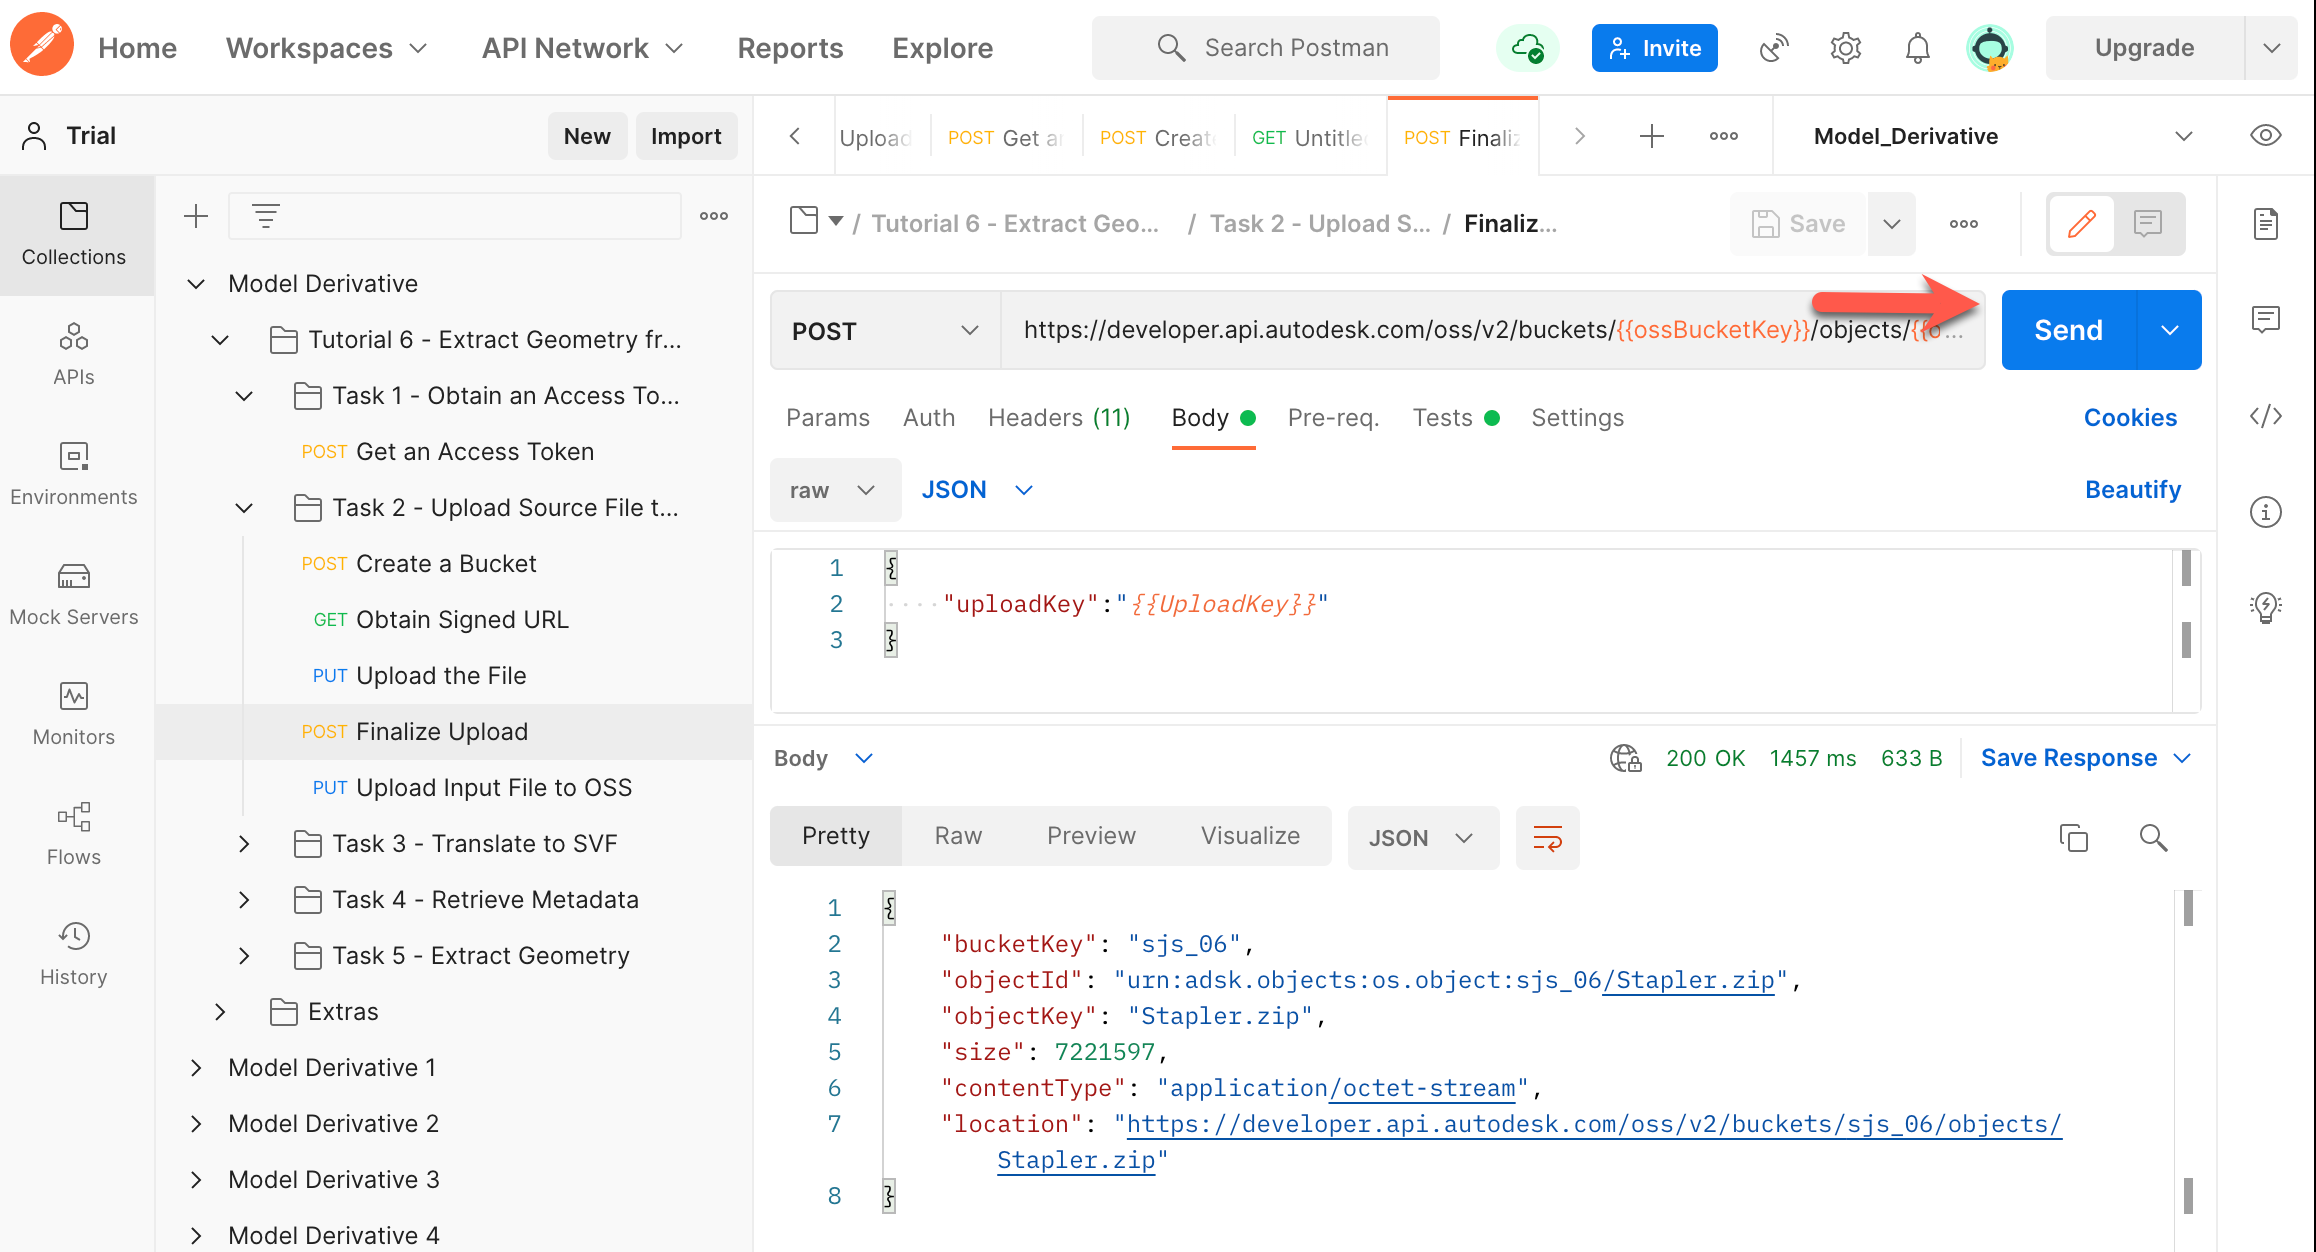 Home
Workspaces
API Network
Reports
Explore
Search Postman
Invite
Upgrade
Trial
New
Import
Upload
POST Get a
POST Creat
GET Untitle
POST Finaliz
Model_Derivative
Collections
APIs
Environments
Mock Servers
Monitors
Flows
History
Model Derivative
Tutorial 6 - Extract Geometry fr...
Task 1 - Obtain an Access To...
POST Get an Access Token
Task 2 - Upload Source File t...
POST Create a Bucket
GET Obtain Signed URL
PUT Upload the File
POST Finalize Upload
PUT Upload Input File to OSS
Task 3 - Translate to SVF
Task 4 - Retrieve Metadata
Task 5 - Extract Geometry
Extras
Model Derivative 1
Model Derivative 2
Model Derivative 3
Model Derivative 4
/ Tutorial 6 - Extract Geo... / Task 2 - Upload S... / Finaliz...
Save
POST
https://developer.api.autodesk.com/oss/v2/buckets/{{ossBucketKey}}/objects/{{o...
Send
Params
Auth
Headers (11)
Body
Pre-req.
Tests
Settings
Cookies
raw
JSON
Beautify
1 {
2 ····"uploadKey":"{{UploadKey}}"
3 }
Body
200 OK
1457 ms
633 B
Save Response
Pretty
Raw
Preview
Visualize
JSON
1 {
2 "bucketKey": "sjs_06",
3 "objectId": "urn:adsk.objects:os.object:sjs_06/Stapler.zip",
4 "objectKey": "Stapler.zip",
5 "size": 7221597,
6 "contentType": "application/octet-stream",
7 "location": "https://developer.api.autodesk.com/oss/v2/buckets/sjs_06/objects/
Stapler.zip"
8 }